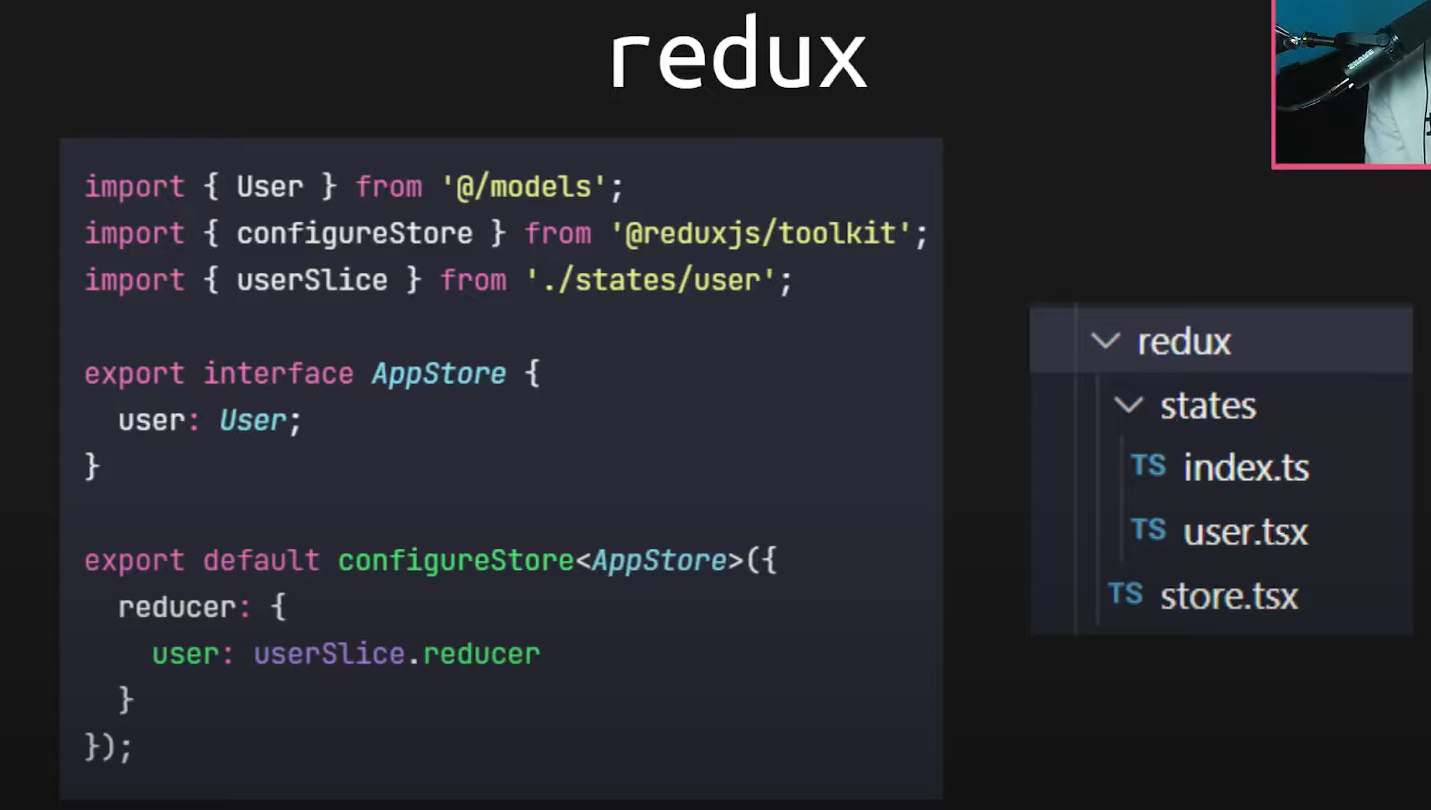 redux
import { User } from '@/models';
import { configureStore } from '@reduxjs/toolkit';
import { userSlice } from './states/user';
export interface AppStore {
  user: User;
}
export default configureStore<AppStore>({
  reducer: {
    user: userSlice.reducer
  }
});
redux
states
TS index.ts
TS user.tsx
TS store.tsx